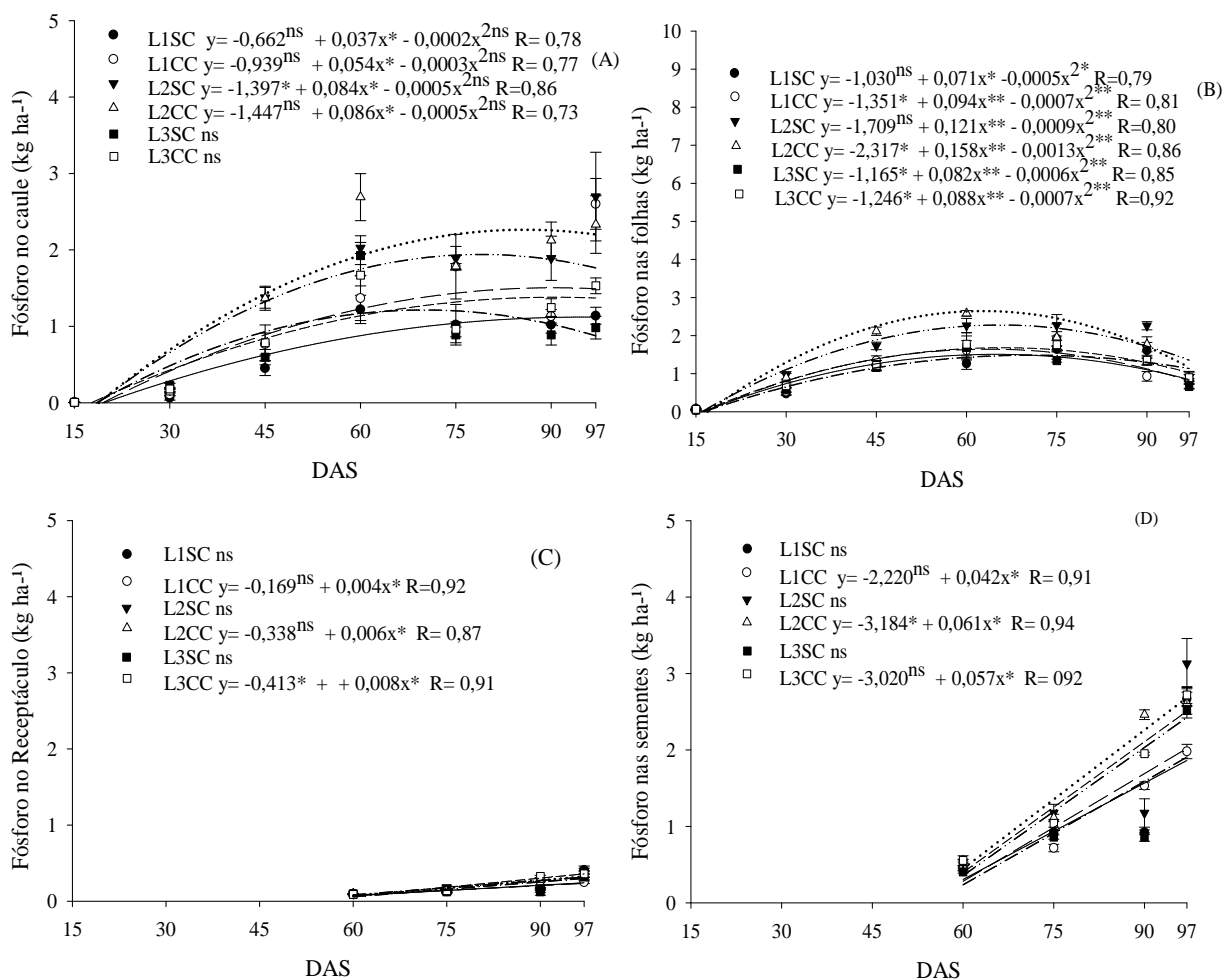 5
4
3
2
1
0
Fósforo no caule (kg ha-¹)
L1SC y= -0,662ns + 0,037x* - 0,0002x2ns R= 0,78
L1CC y= -0,939ns + 0,054x* - 0,0003x2ns R= 0,77
L2SC y= -1,397* + 0,084x* - 0,0005x2ns R=0,86
L2CC y= -1,447ns + 0,086x* - 0,0005x2ns R= 0,73
L3SC ns
L3CC ns
(A)
15 30 45 60 75 90 97
DAS
10
9
8
7
6
5
4
3
2
1
0
Fósforo nas folhas (kg ha-¹)
L1SC y=-1,030ns + 0,071x* -0,0005x2* R=0,79
L1CC y=-1,351* + 0,094x** - 0,0007x2** R= 0,81
L2SC y=-1,709ns + 0,121x** - 0,0009x2** R=0,80
L2CC y=-2,317* + 0,158x** - 0,0013x2** R= 0,86
L3SC y=-1,165* + 0,082x** - 0,0006x2** R= 0,85
L3CC y= -1,246* + 0,088x** - 0,0007x2** R=0,92
(B)
15 30 45 60 75 90 97
DAS
5
4
3
2
1
0
Fósforo no Receptáculo (kg ha-¹)
L1SC ns
L1CC y= -0,169ns + 0,004x* R=0,92
L2SC ns
L2CC y= -0,338ns + 0,006x* R= 0,87
L3SC ns
L3CC y= -0,413* + + 0,008x* R= 0,91
(C)
15 30 45 60 75 90 97
DAS
5
4
3
2
1
0
Fósforo nas sementes (kg ha-¹)
L1SC ns
L1CC y= -2,220ns + 0,042x* R= 0,91
L2SC ns
L2CC y= -3,184* + 0,061x* R= 0,94
L3SC ns
L3CC y= -3,020ns + 0,057x* R= 092
(D)
15 30 45 60 75 90 97
DAS